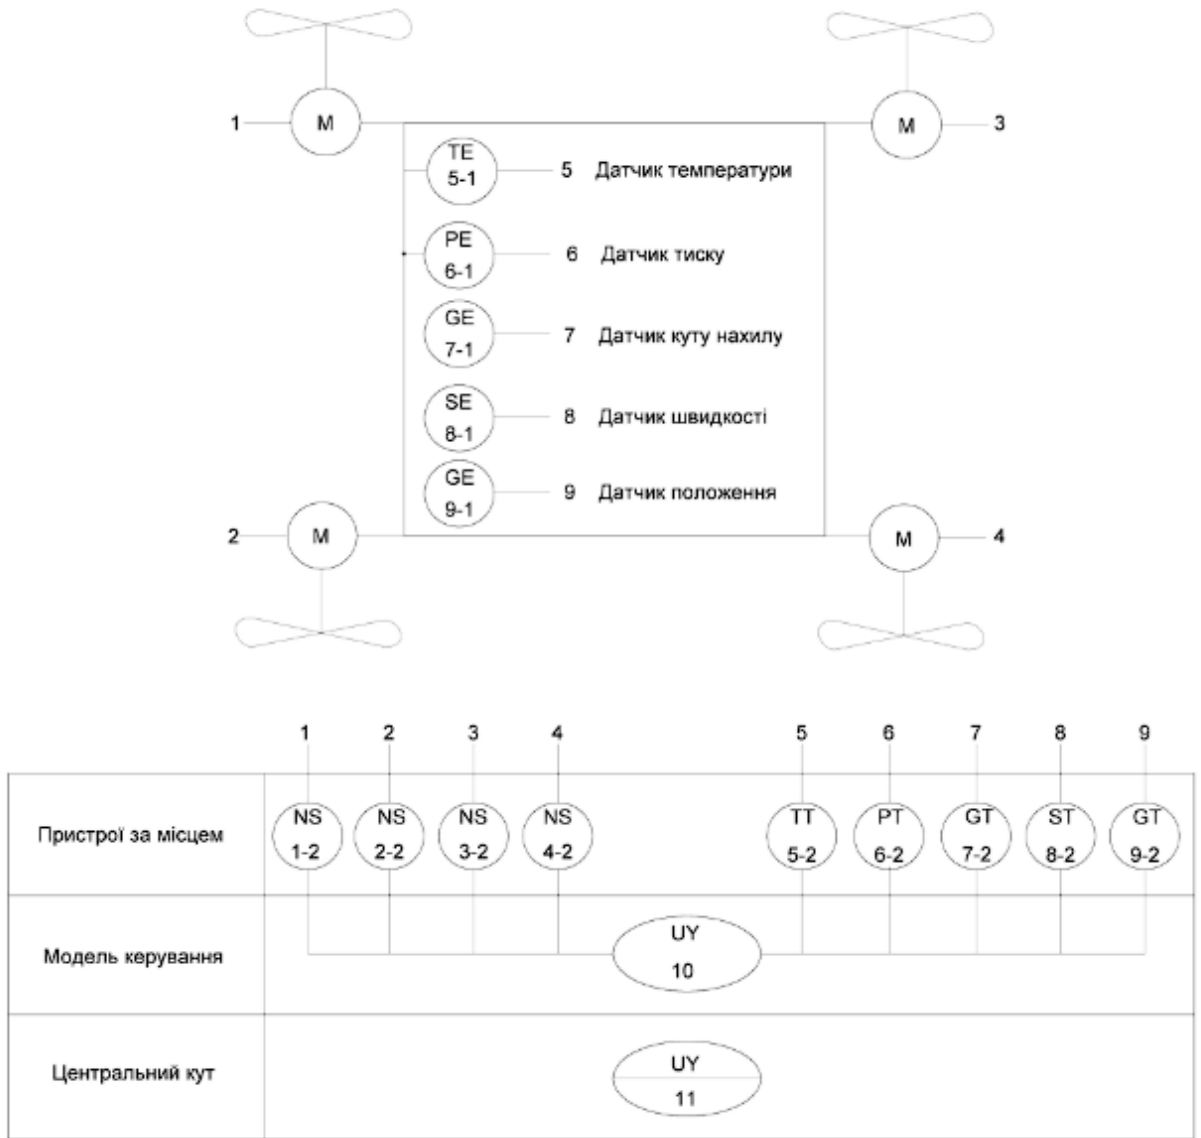 1
M
M
3
TE
5-1
5 Датчик температури
PE
6-1
6 Датчик тиску
GE
7-1
7 Датчик куту нахилу
SE
8-1
8 Датчик швидкості
GE
9-1
9 Датчик положення
2
M
M
4
1 2 3 4 5 6 7 8 9
Пристрої за місцем
NS NS NS NS TT PT GT ST GT
1-2 2-2 3-2 4-2 5-2 6-2 7-2 8-2 9-2
Модель керування
UY
10
Центральний кут
UY
11